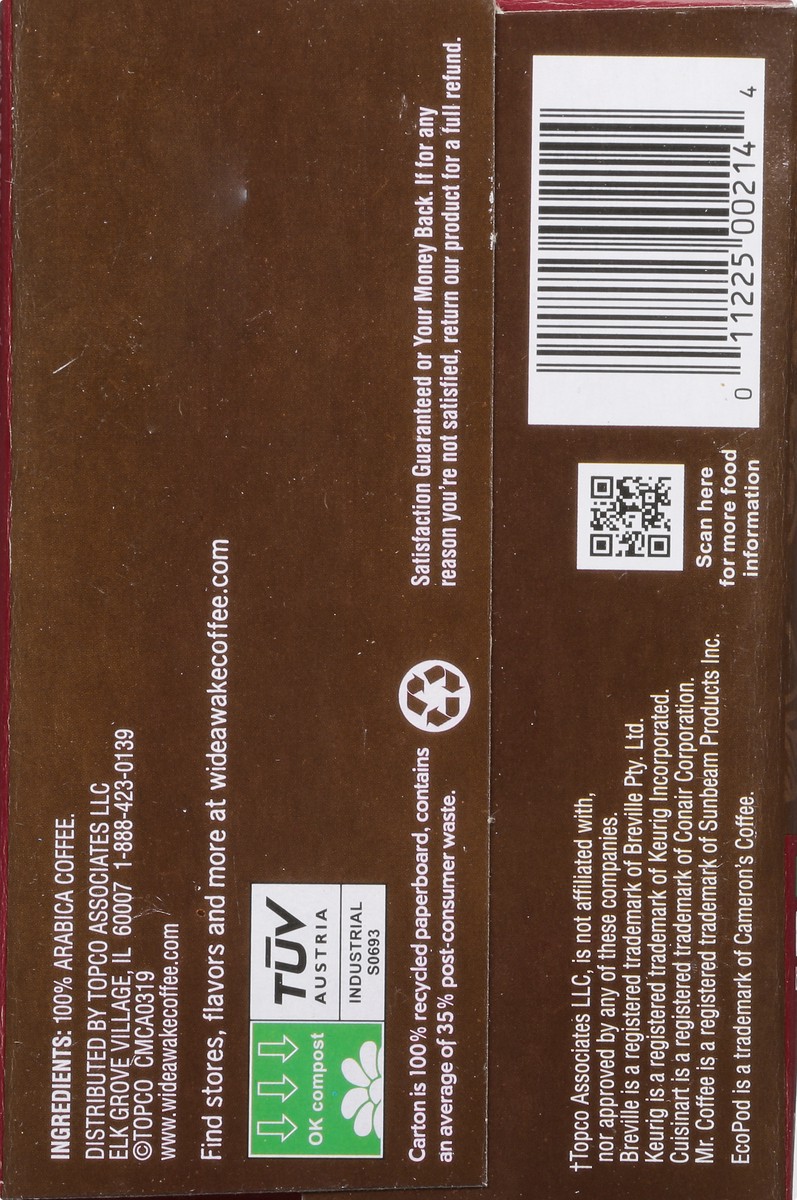 INGREDIENTS: 100% ARABICA COFFEE.
DISTRIBUTED BY TOPCO ASSOCIATES LLC
ELK GROVE VILLAGE, IL 60007 1-888-423-0139
©TOPCO CMCA0319
www.wideawakecoffee.com
Find stores, flavors and more at wideawakecoffee.com
OK compost
TÜV
AUSTRIA
INDUSTRIAL
S0693
Carton is 100% recycled paperboard, contains
an average of 35% post-consumer waste.
Satisfaction Guaranteed or Your Money Back. If for any
reason you're not satisfied, return our product for a full refund.
†Topco Associates LLC, is not affiliated with,
nor approved by any of these companies.
Breville is a registered trademark of Breville Pty. Ltd.
Keurig is a registered trademark of Keurig Incorporated.
Cuisinart is a registered trademark of Conair Corporation.
Mr. Coffee is a registered trademark of Sunbeam Products Inc.
EcoPod is a trademark of Cameron's Coffee.
Scan here
for more food
information
0 11225 00214 4